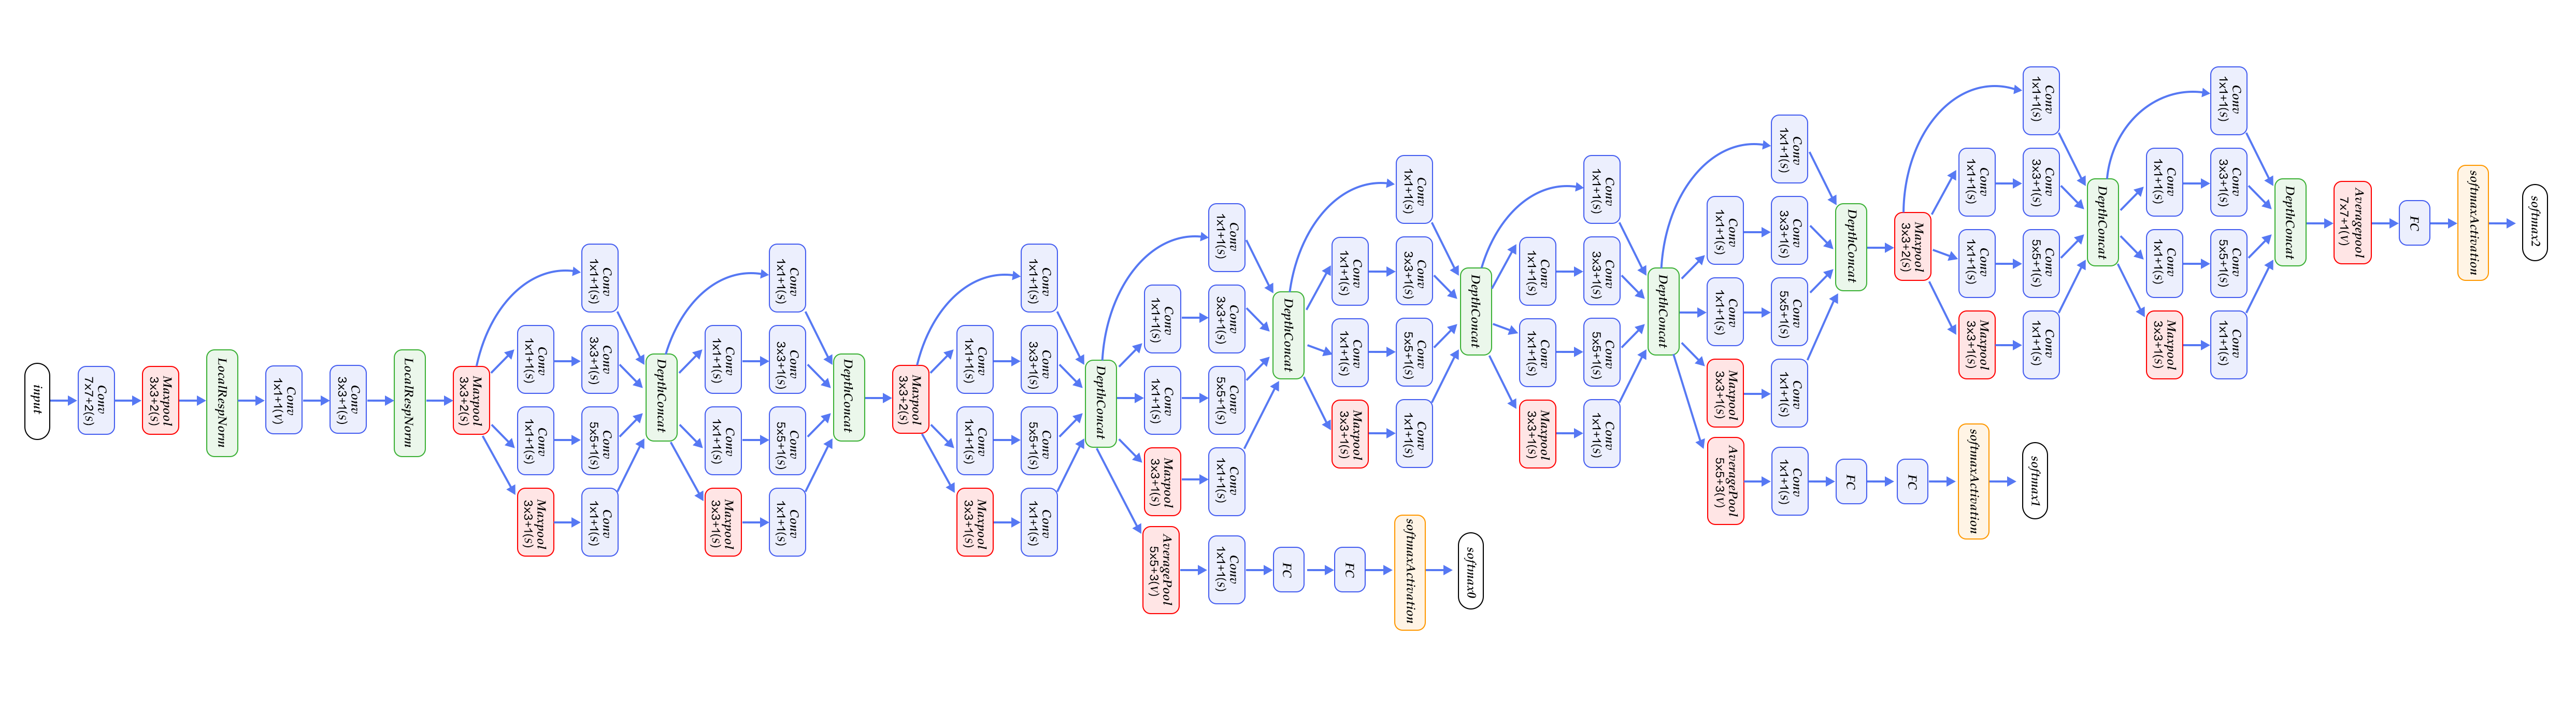 input
Conv
7x7+2(S)
Maxpool
3x3+2(S)
LocalRespNorm
Conv
1x1+1(V)
Conv
3x3+1(S)
LocalRespNorm
Maxpool
3x3+2(S)
Conv
1x1+1(S)
Conv
1x1+1(S)
Maxpool
3x3+1(S)
Conv
1x1+1(S)
Conv
3x3+1(S)
Conv
5x5+1(S)
Conv
1x1+1(S)
DepthConcat
Conv
1x1+1(S)
Conv
1x1+1(S)
Maxpool
3x3+1(S)
Conv
1x1+1(S)
Conv
3x3+1(S)
Conv
5x5+1(S)
Conv
1x1+1(S)
DepthConcat
Maxpool
3x3+2(S)
Conv
1x1+1(S)
Conv
1x1+1(S)
Maxpool
3x3+1(S)
Conv
1x1+1(S)
Conv
3x3+1(S)
Conv
5x5+1(S)
Conv
1x1+1(S)
DepthConcat
Conv
1x1+1(S)
Conv
1x1+1(S)
Maxpool
3x3+1(S)
AveragePool
5x5+3(V)
Conv
1x1+1(S)
Conv
3x3+1(S)
Conv
5x5+1(S)
Conv
1x1+1(S)
Conv
1x1+1(S)
DepthConcat
FC
Conv
1x1+1(S)
Conv
1x1+1(S)
Maxpool
3x3+1(S)
FC
Conv
1x1+1(S)
Conv
3x3+1(S)
Conv
5x5+1(S)
Conv
1x1+1(S)
softmaxActivation
DepthConcat
softmax0
Conv
1x1+1(S)
Conv
1x1+1(S)
Maxpool
3x3+1(S)
Conv
1x1+1(S)
Conv
3x3+1(S)
Conv
5x5+1(S)
Conv
1x1+1(S)
DepthConcat
Conv
1x1+1(S)
Conv
1x1+1(S)
Maxpool
3x3+1(S)
AveragePool
5x5+3(V)
Conv
1x1+1(S)
Conv
3x3+1(S)
Conv
5x5+1(S)
Conv
1x1+1(S)
Conv
1x1+1(S)
DepthConcat
FC
Maxpool
3x3+2(S)
FC
Conv
1x1+1(S)
Conv
1x1+1(S)
Maxpool
3x3+1(S)
softmaxActivation
Conv
1x1+1(S)
Conv
3x3+1(S)
Conv
5x5+1(S)
Conv
1x1+1(S)
softmax1
DepthConcat
Conv
1x1+1(S)
Conv
1x1+1(S)
Maxpool
3x3+1(S)
Conv
1x1+1(S)
Conv
3x3+1(S)
Conv
5x5+1(S)
Conv
1x1+1(S)
DepthConcat
Averagepool
7x7+1(V)
FC
softmaxActivation
softmax2